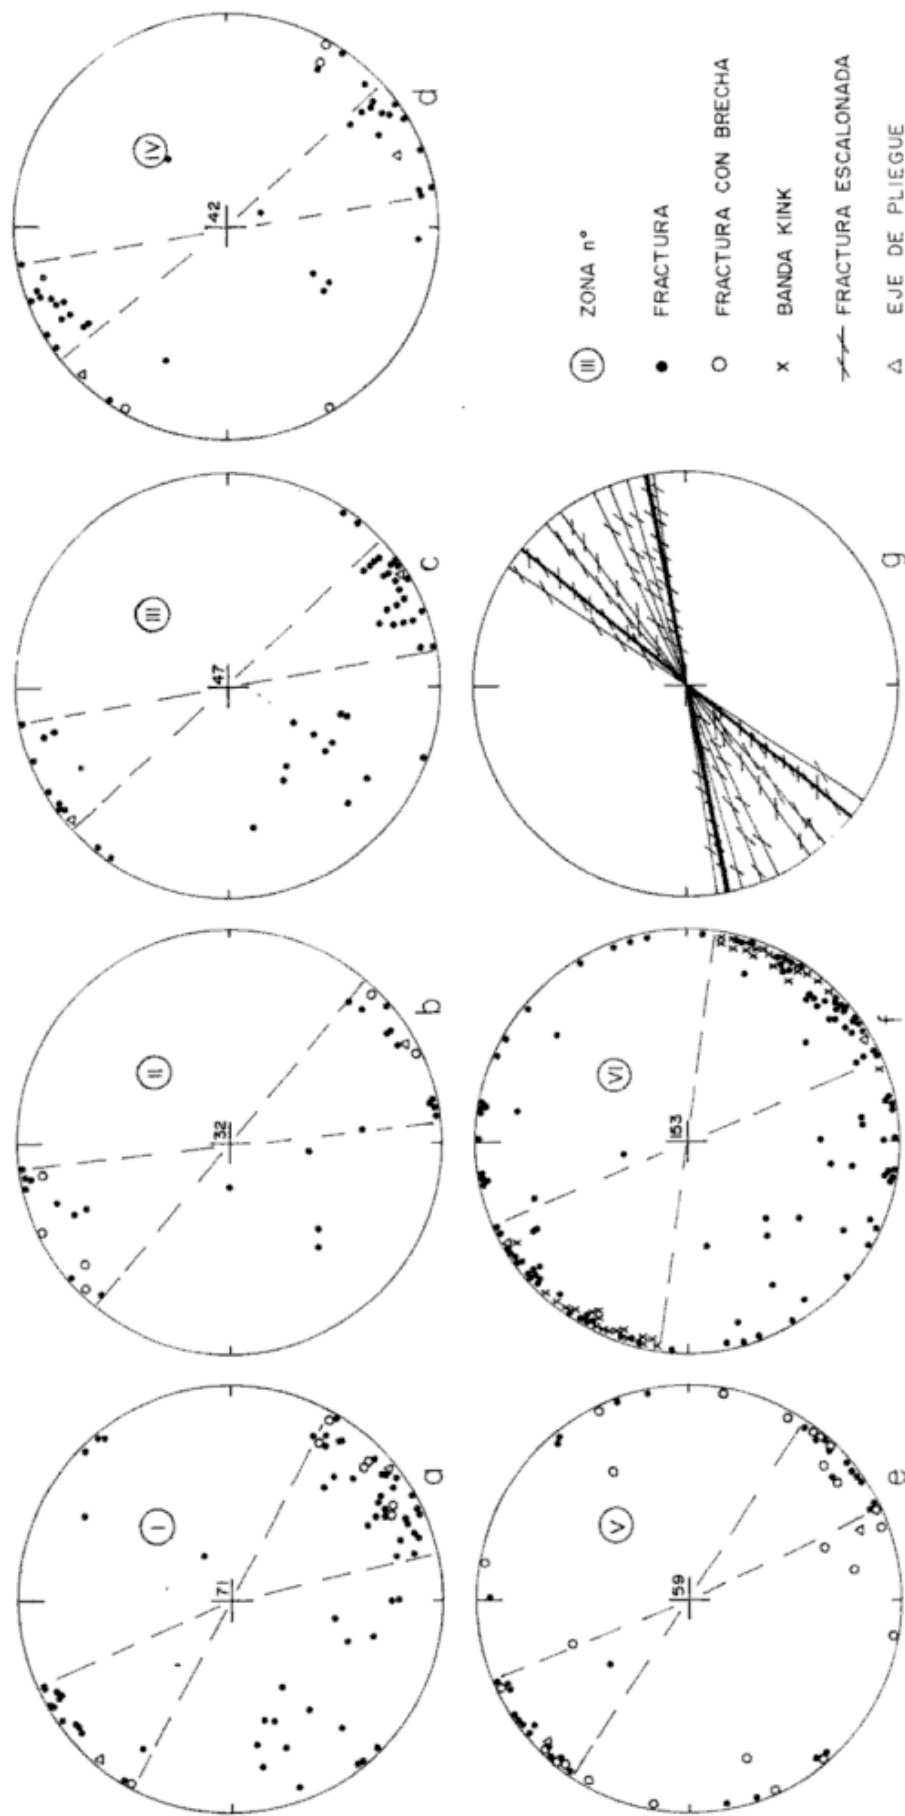 I
71
a
II
32
b
III
47
c
IV
42
d
V
59
e
VI
153
f
g
III ZONA nº
FRACTURA
FRACTURA CON BRECHA
BANDA KINK
FRACTURA ESCALONADA
EJE DE PLIEGUE